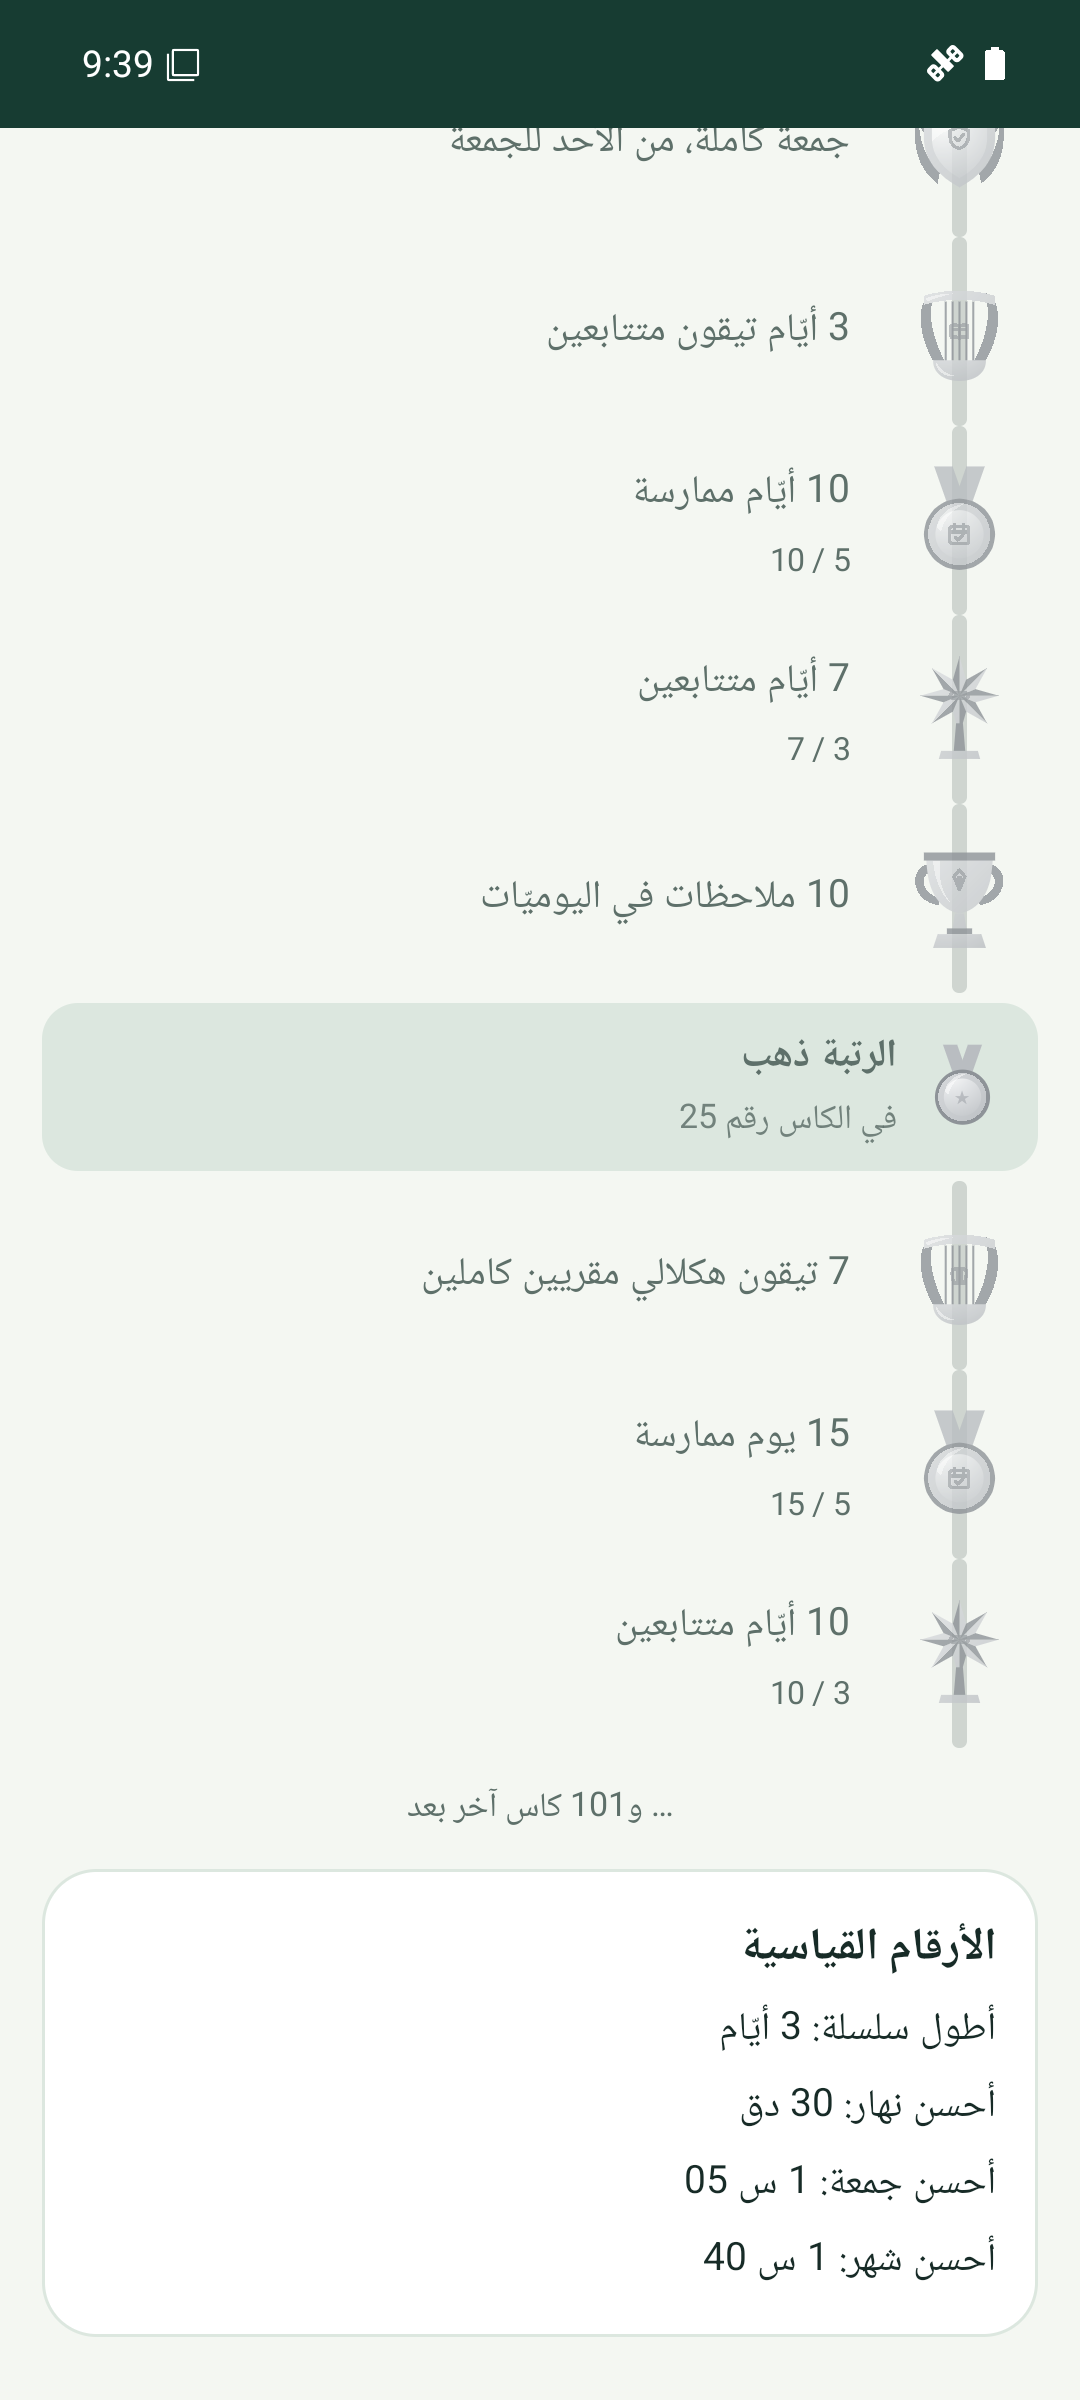 9:39
جمعة كاملة، من الأحد للجمعة
3 أيّام تيقون متتابعين
10 أيّام ممارسة
5 / 10
7 أيّام متتابعين
3 / 7
10 ملاحظات في اليوميّات
الرتبة ذهب
في الكاس رقم 25
7 تيقون هكلالي مقريين كاملين
15 يوم ممارسة
5 / 15
10 أيّام متتابعين
3 / 10
... و101 كاس آخر بعد
الأرقام القياسية
أطول سلسلة: 3 أيّام
أحسن نهار: 30 دق
أحسن جمعة: 1 س 05
أحسن شهر: 1 س 40